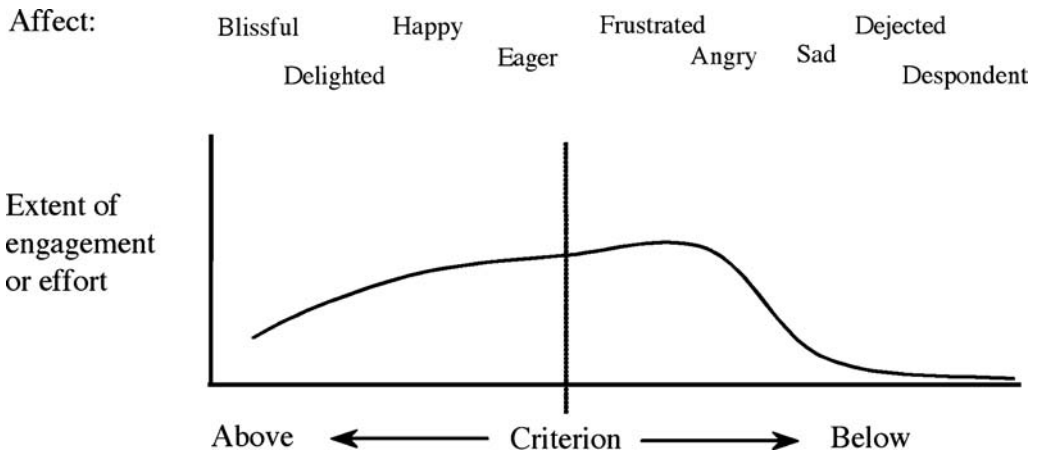 Affect:
Blissful
Happy
Frustrated
Dejected
Delighted
Eager
Angry
Sad
Despondent
Extent of
engagement
or effort
Above
Criterion
Below